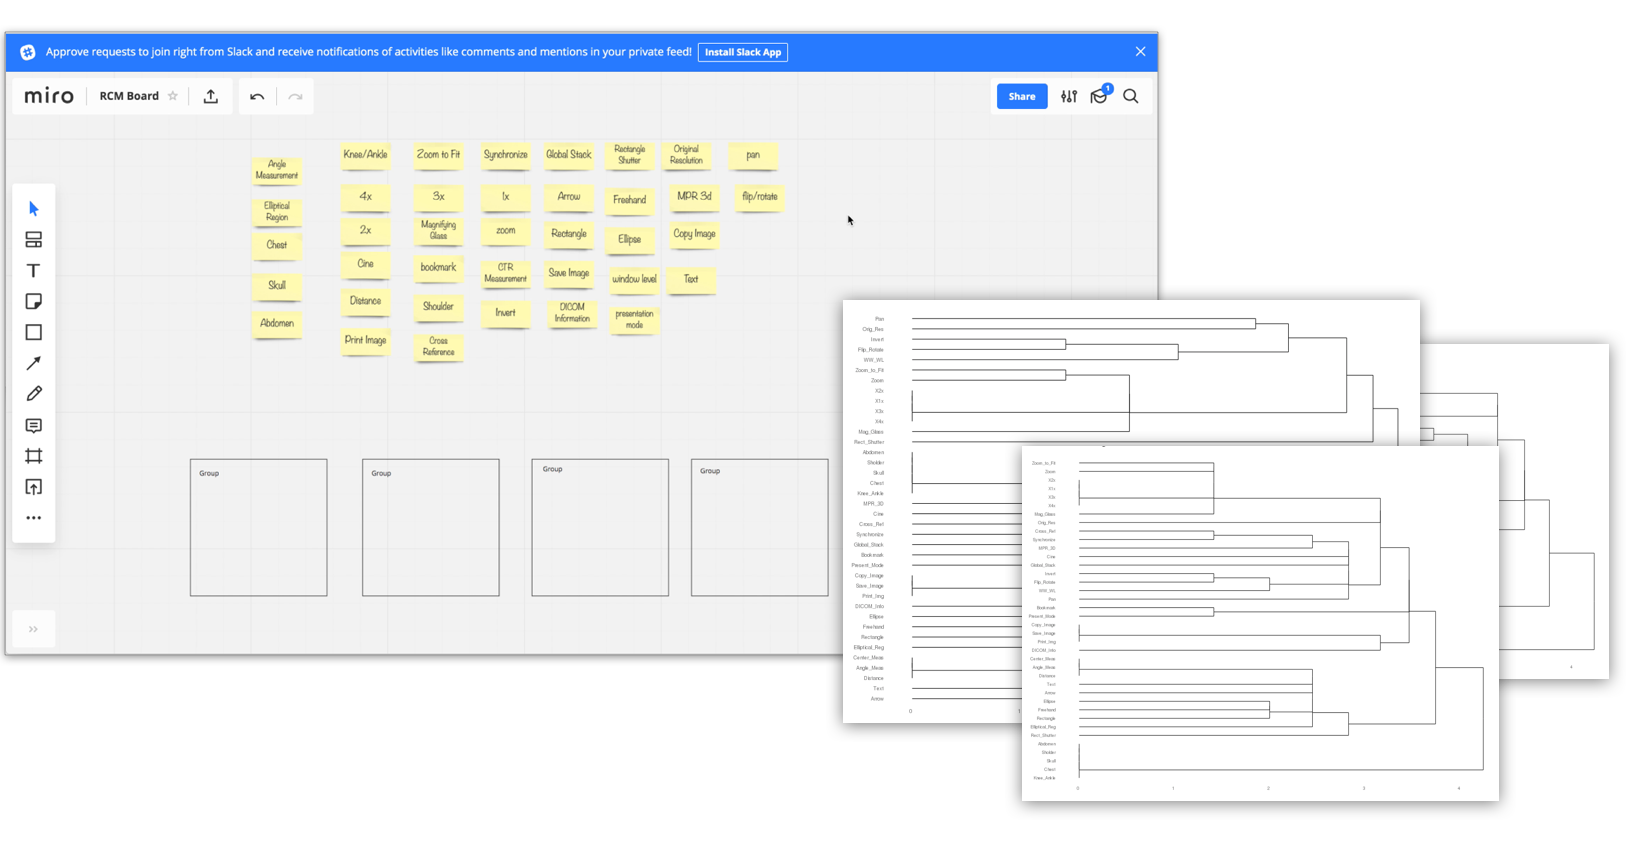 Approve requests to join right from Slack and receive notifications of activities like comments and mentions in your private feed! Install Slack App
miro RCM Board
Share
1
Angle
Measurement
Elliptical
Region
Chest
Skull
Abdomen
Knee/Ankle
4x
2x
Cine
Distance
Print Image
Zoom to Fit
3x
Magnifying
Glass
bookmark
Shoulder
Cross
Reference
Synchronize
1x
zoom
CTR
Measurement
Invert
Global Stack
Arrow
Rectangle
Save Image
DICOM
Information
Rectangle
Shutter
Freehand
Ellipse
window level
presentation
mode
Original
Resolution
MPR 3d
Copy Image
Text
pan
flip/rotate
Group
Group
Group
Group
Pan
Orig_Res
Invert
Flip_Rotate
WW_WL
Zoom_to_Fit
Zoom
X2x
X1x
X3x
X4x
Mag_Glass
Rect_Shutter
Abdomen
Sholder
Skull
Chest
Knee_Ankle
MPR_3D
Cine
Cross_Ref
Synchronize
Global_Stack
Bookmark
Present_Mode
Copy_Image
Save_Image
Print_Img
DICOM_Info
Ellipse
Freehand
Rectangle
Elliptical_Reg
Center_Meas
Angle_Meas
Distance
Text
Arrow
0 1
Zoom_to_Fit
Zoom
X2x
X1x
X3x
X4x
Mag_Glass
Orig_Res
Cross_Ref
Synchronize
MPR_3D
Cine
Global_Stack
Invert
Flip_Rotate
WW_WL
Pan
Bookmark
Present_Mode
Copy_Image
Save_Image
Print_Img
DICOM_Info
Center_Meas
Angle_Meas
Distance
Text
Arrow
Ellipse
Freehand
Rectangle
Elliptical_Reg
Rect_Shutter
Abdomen
Sholder
Skull
Chest
Knee_Ankle
0 1 2 3 4
4